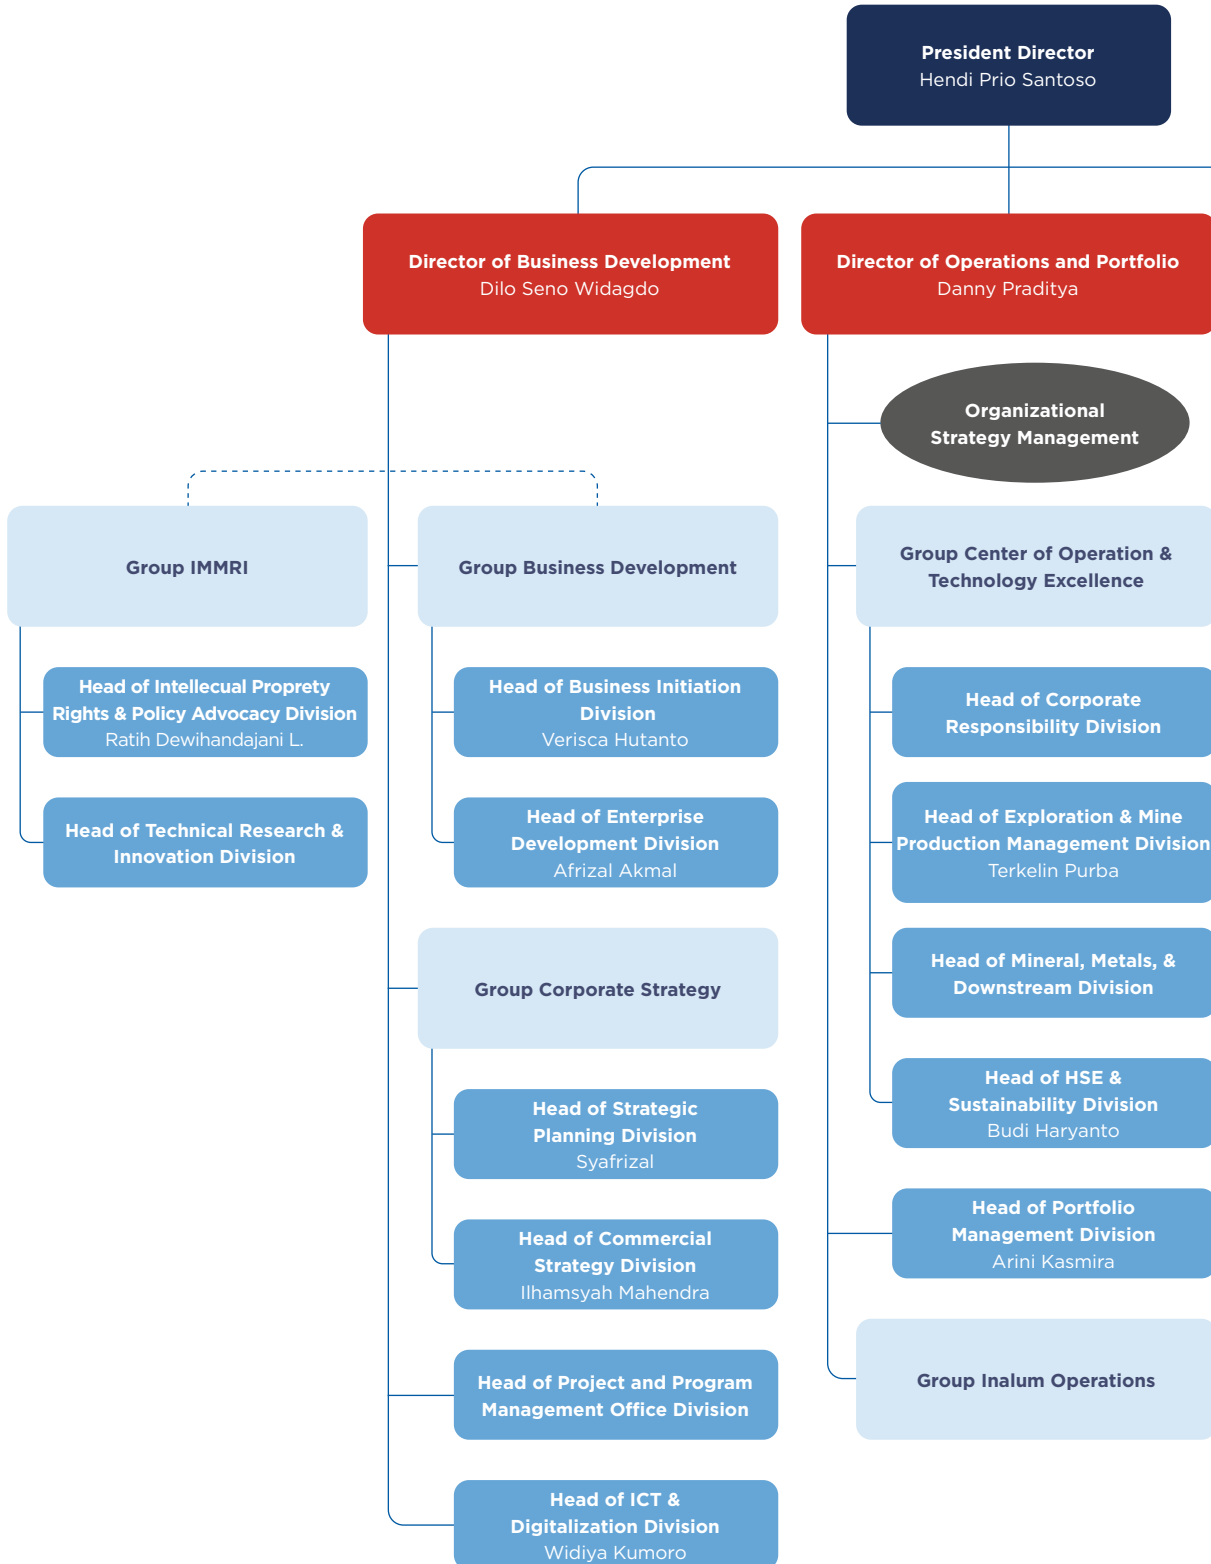 President Director
Hendi Prio Santoso
Director of Business Development
Dilo Seno Widagdo
Director of Operations and Portfolio
Danny Praditya
Organizational
Strategy Management
Group IMMRI
Head of Intellecual Proprety
Rights & Policy Advocacy Division
Ratih Dewihandajani L.
Head of Technical Research &
Innovation Division
Group Business Development
Head of Business Initiation
Division
Verisca Hutanto
Head of Enterprise
Development Division
Afrizal Akmal
Group Corporate Strategy
Head of Strategic
Planning Division
Syafrizal
Head of Commercial
Strategy Division
Ilhamsyah Mahendra
Head of Project and Program
Management Office Division
Head of ICT &
Digitalization Division
Widiya Kumoro
Group Center of Operation &
Technology Excellence
Head of Corporate
Responsibility Division
Head of Exploration & Mine
Production Management Division
Terkelin Purba
Head of Mineral, Metals, &
Downstream Division
Head of HSE &
Sustainability Division
Budi Haryanto
Head of Portfolio
Management Division
Arini Kasmira
Group Inalum Operations